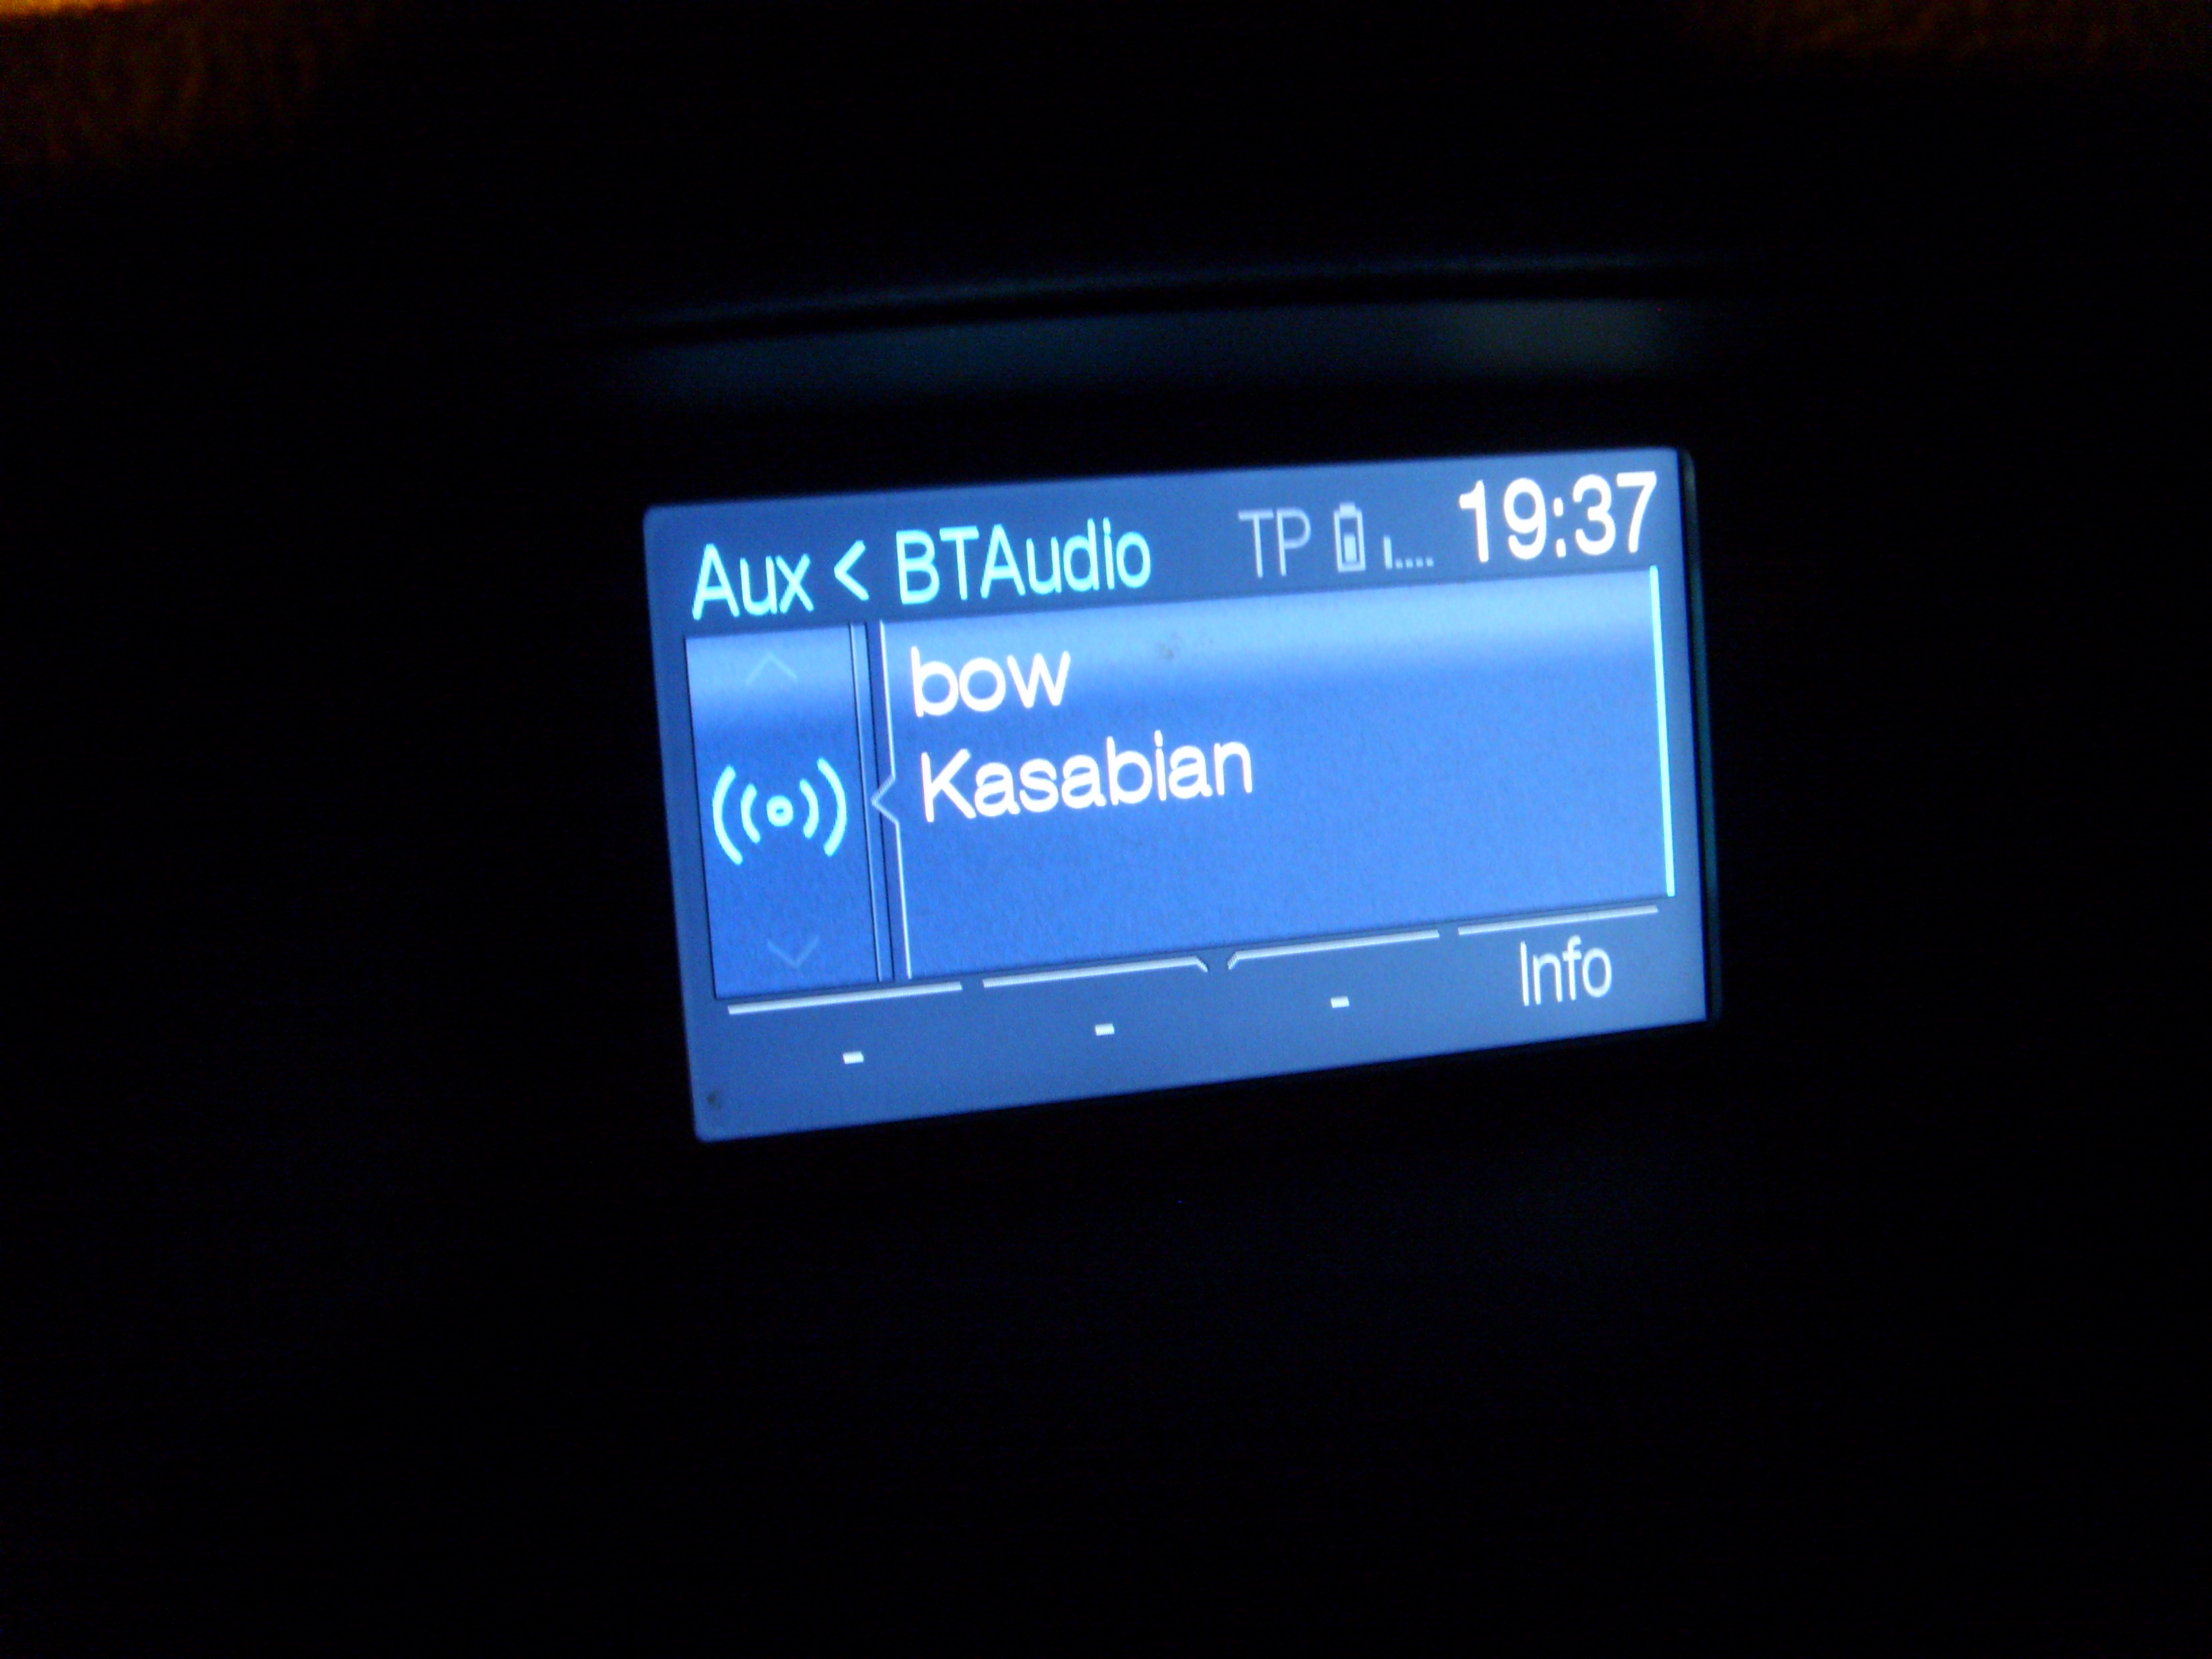 Aux < BTAudio TP 19:37
bow
Kasabian
- - - Info